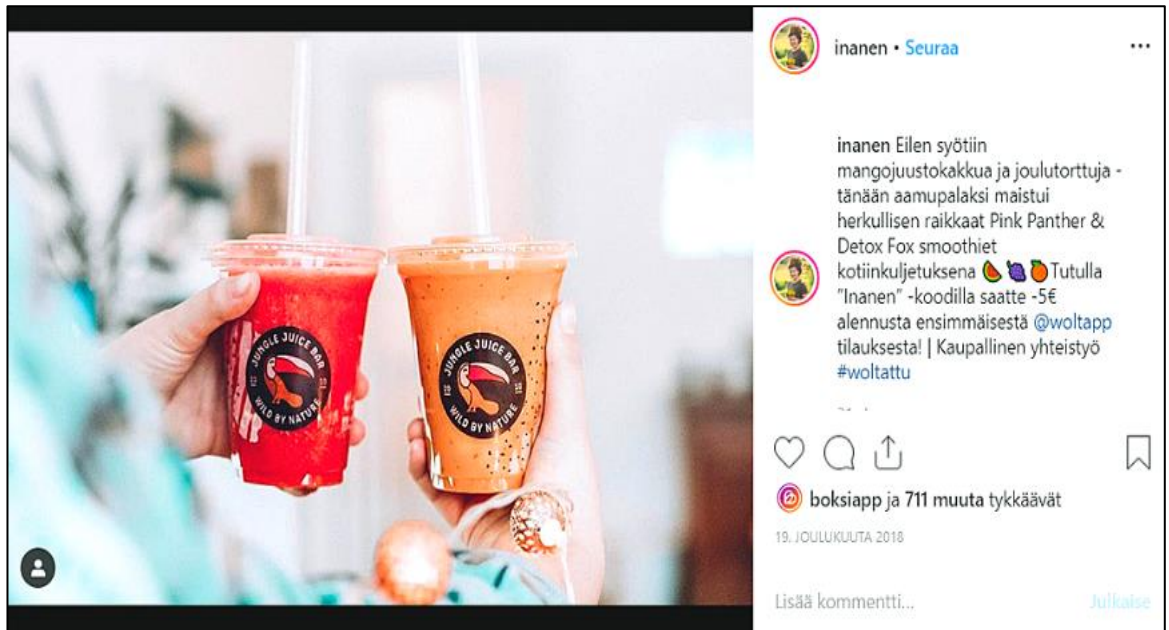 JUNGLE JUICE BAR
WILD BY NATURE
JUNGLE JUICE BAR
WILD BY NATURE
inanen • Seuraa
inanen Eilen syötiin
mangojuustokakkua ja joulutorttuja -
tänään aamupalaksi maistui
herkullisen raikkaat Pink Panther &
Detox Fox smoothiet
kotiinkuljetuksena 🍉🍇🍊Tutulla
"Inanen" -koodilla saatte -5€
alennusta ensimmäisestä @woltapp
tilauksesta! | Kaupallinen yhteistyö
#woltattu
boksiapp ja 711 muuta tykkäävät
19. JOULUKUUTA 2018
Lisää kommentti...
Julkaise